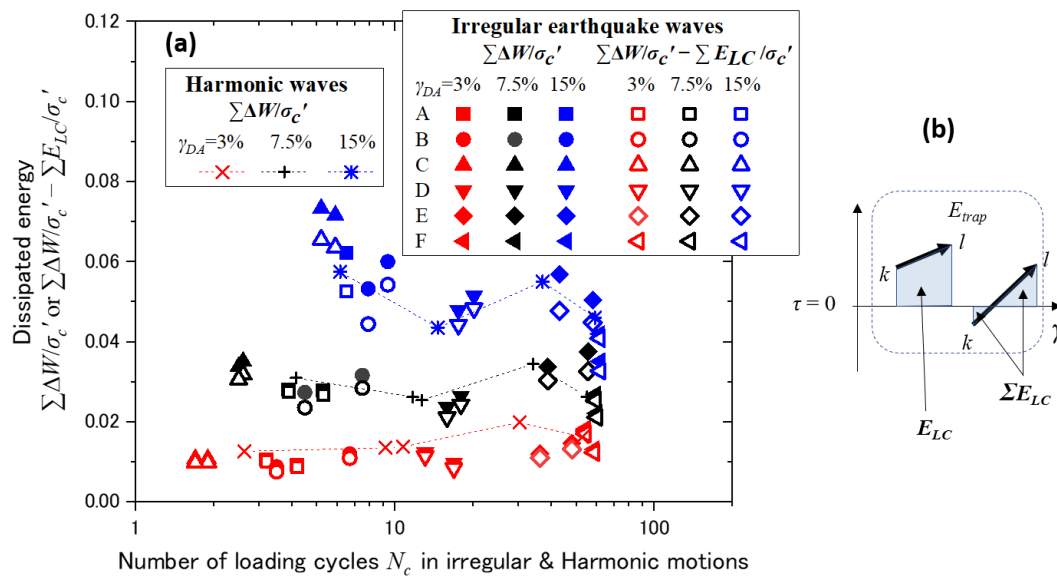 Dissipated energy
∑ΔW/σc' or ∑ΔW/σc' − ∑ELC/σc'
0.12
0.10
0.08
0.06
0.04
0.02
0.00
(a)
Harmonic waves
∑ΔW/σc'
γDA=3% 7.5% 15%
Irregular earthquake waves
∑ΔW/σc' ∑ΔW/σc' − ∑ELC/σc'
γDA=3% 7.5% 15% 3% 7.5% 15%
A
B
C
D
E
F
1 10 100
Number of loading cycles Nc in irregular & Harmonic motions
(b)
Etrap
l
k
l
τ = 0
k
γ
ΣELC
ELC